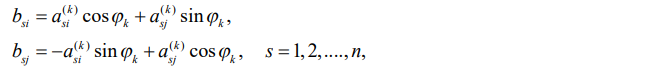 b_{si} = a_{si}^{(k)} cos φ_k + a_{sj}^{(k)} sin φ_k,
b_{sj} = −a_{si}^{(k)} sin φ_k + a_{sj}^{(k)} cos φ_k, s = 1, 2, ...., n,